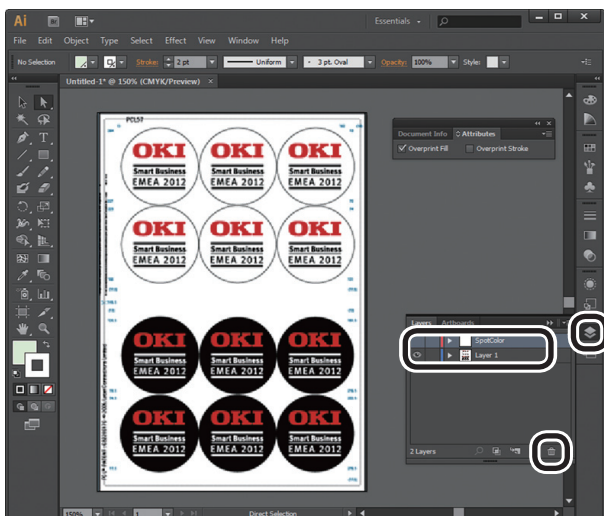 Ai Br Essentials
File Edit Object Type Select Effect View Window Help
No Selection Stroke: 2 pt Uniform 3 pt. Oval Opacity: 100% Style:
Untitled-1* @ 150% (CMYK/Preview) ×
OKI OKI OKI
Smart Business Smart Business Smart Business
EMEA 2012 EMEA 2012 EMEA 2012
OKI OKI OKI
Smart Business Smart Business Smart Business
EMEA 2012 EMEA 2012 EMEA 2012
OKI OKI OKI
Smart Business Smart Business Smart Business
EMEA 2012 EMEA 2012 EMEA 2012
OKI OKI OKI
Smart Business Smart Business Smart Business
EMEA 2012 EMEA 2012 EMEA 2012
Document Info Attributes
Overprint Fill Overprint Stroke
Layers Artboards
SpotColor
Layer 1
2 Layers
150% 1 Direct Selection